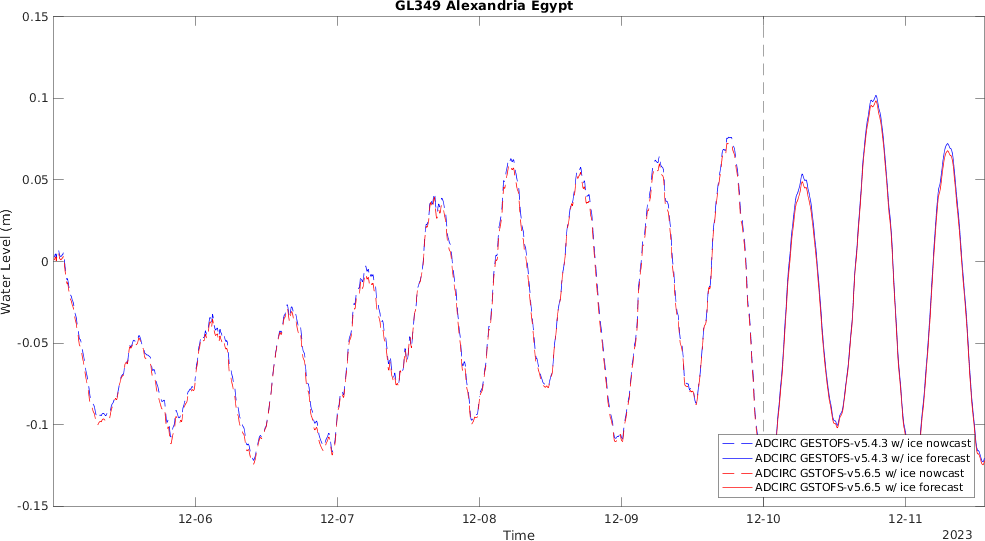 GL349 Alexandria Egypt
0.15
0.1
0.05
0
-0.05
-0.1
-0.15
Water Level (m)
12-06
12-07
12-08
12-09
12-10
12-11
Time
2023
ADCIRC GESTOFS-v5.4.3 w/ ice nowcast
ADCIRC GESTOFS-v5.4.3 w/ ice forecast
ADCIRC GSTOFS-v5.6.5 w/ ice nowcast
ADCIRC GSTOFS-v5.6.5 w/ ice forecast